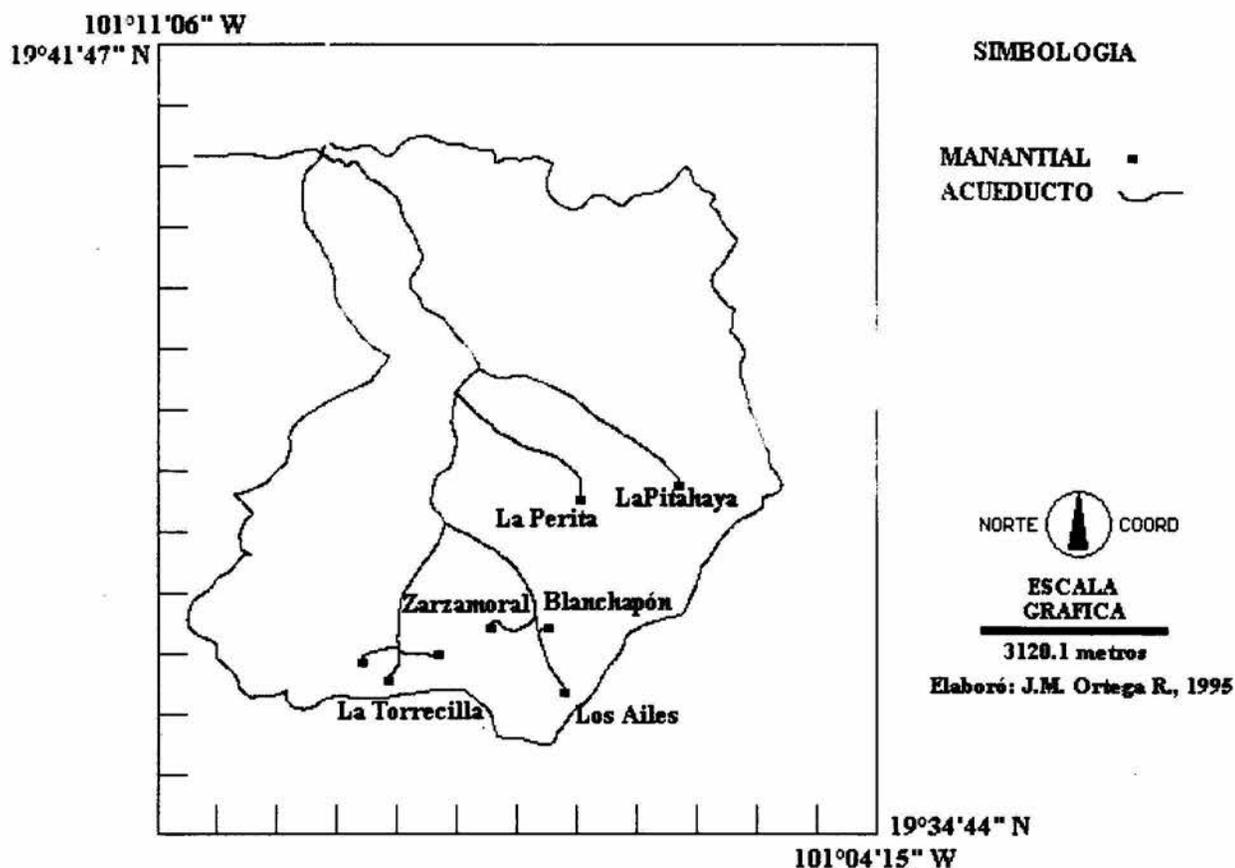 101°11'06" W
19°41'47" N
SIMBOLOGIA
MANANTIAL
ACUEDUCTO
La Perita
LaPitahaya
NORTE COORD
ESCALA
GRAFICA
3120.1 metros
Elaboró: J.M. Ortega R., 1995
Zarzamoral
Blanchapón
La Torrecilla
Los Ailes
19°34'44" N
101°04'15" W